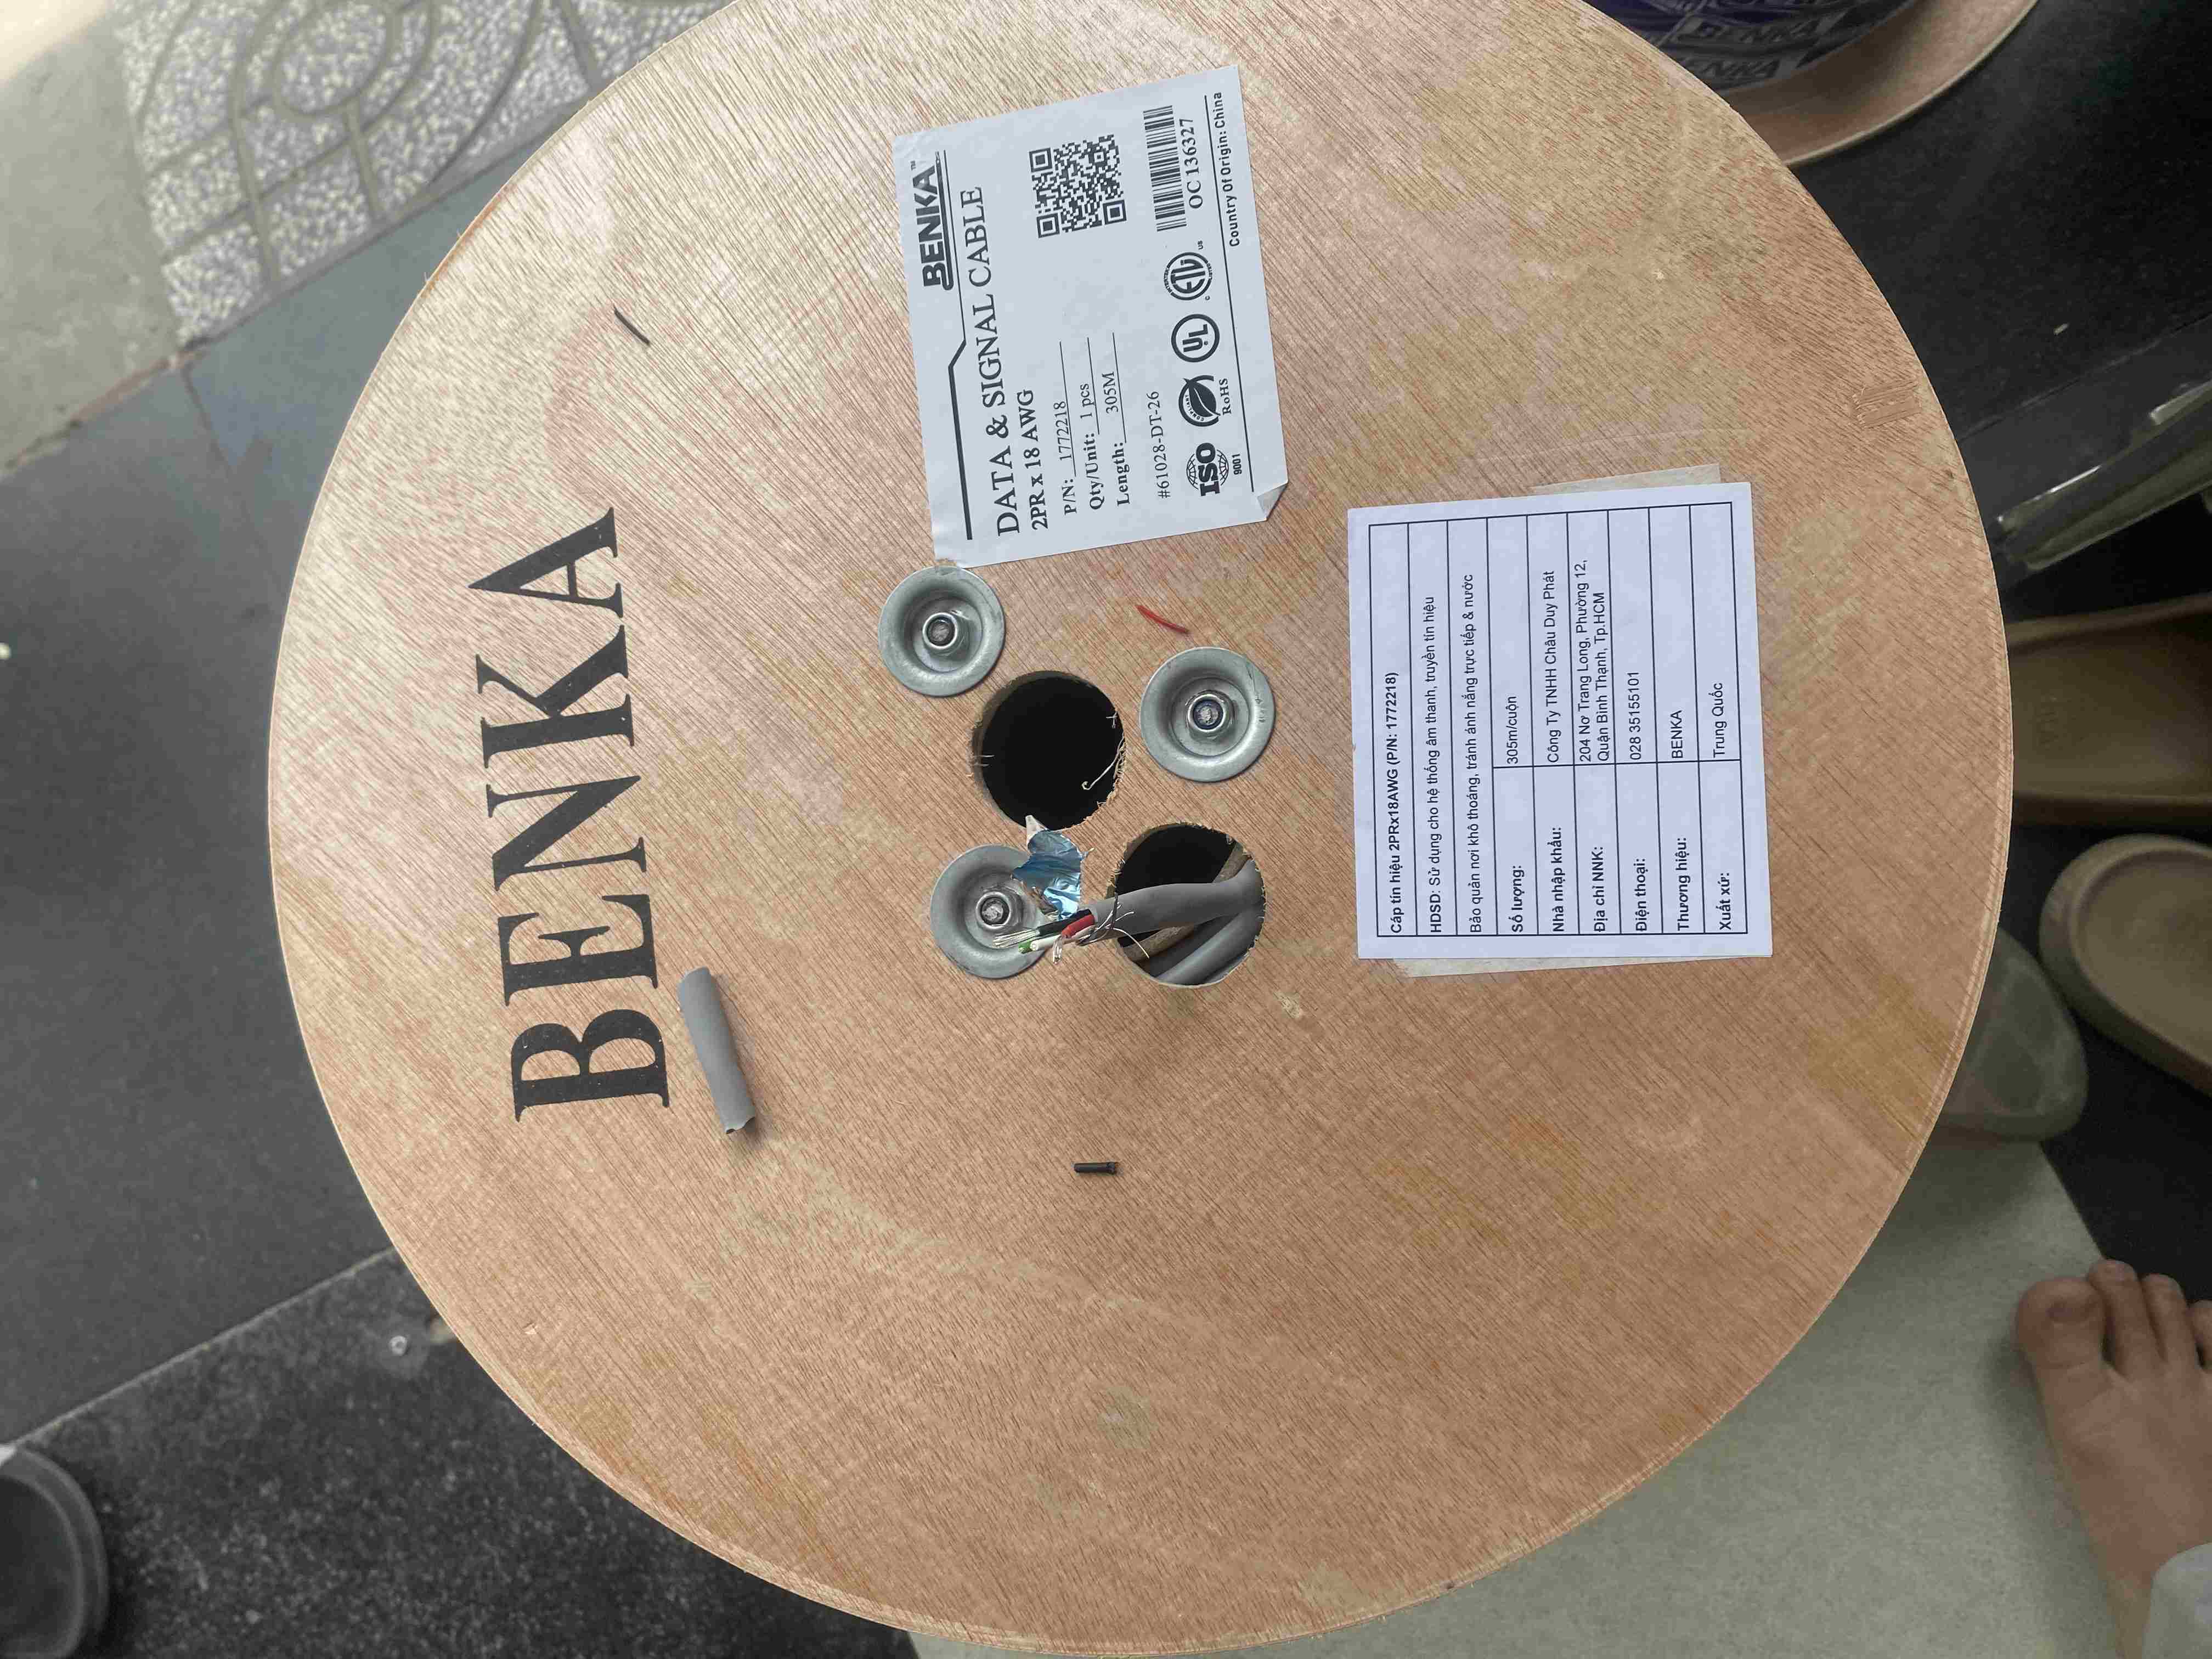 BENKA
BENKA™
DATA & SIGNAL CABLE
2PR x 18 AWG
P/N: 1772218
Qty/Unit: 1 pcs
Length: 305M
#61028-DT-26
ISO 9001
RoHS
UL
ETL
C US
OC 136327
Country Of Origin: China
Cáp tín hiệu 2PRx18AWG (P/N: 1772218)
HDSD: Sử dụng cho hệ thống âm thanh, truyền tín hiệu
Bảo quản nơi khô thoáng, tránh ánh nắng trực tiếp & nước
Số lượng: 305m/cuộn
Nhà nhập khẩu: Công Ty TNHH Châu Duy Phát
Địa chỉ NNK: 204 Nơ Trang Long, Phường 12,
Quận Bình Thạnh, Tp.HCM
Điện thoại: 028 35155101
Thương hiệu: BENKA
Xuất xứ: Trung Quốc
BENKA
BENKA